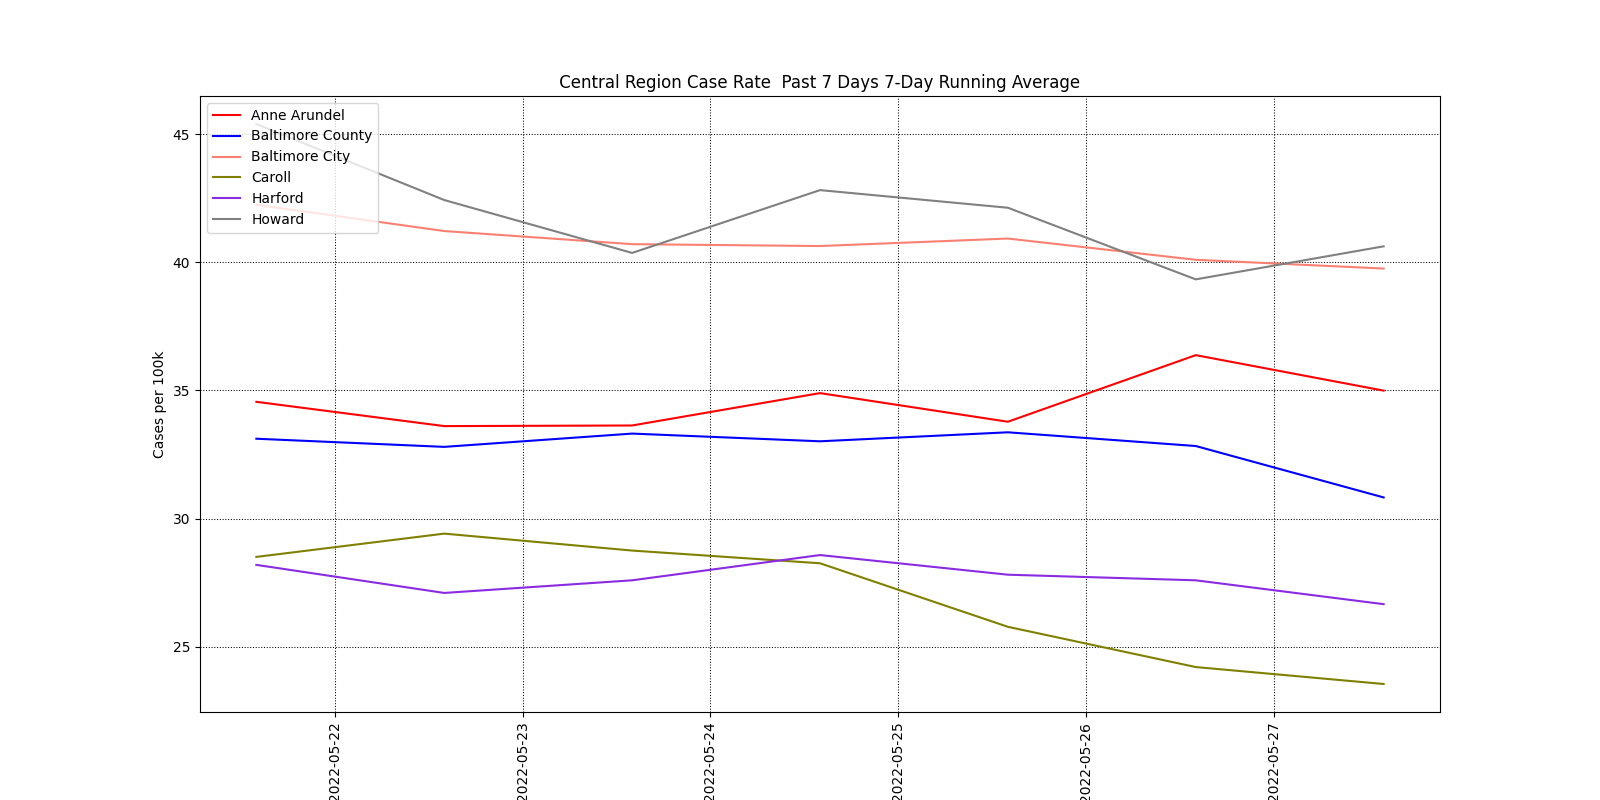 Central Region Case Rate  Past 7 Days 7-Day Running Average
Anne Arundel
Baltimore County
Baltimore City
Caroll
Harford
Howard
45
40
35
30
25
Cases per 100k
2022-05-22
2022-05-23
2022-05-24
2022-05-25
2022-05-26
2022-05-27